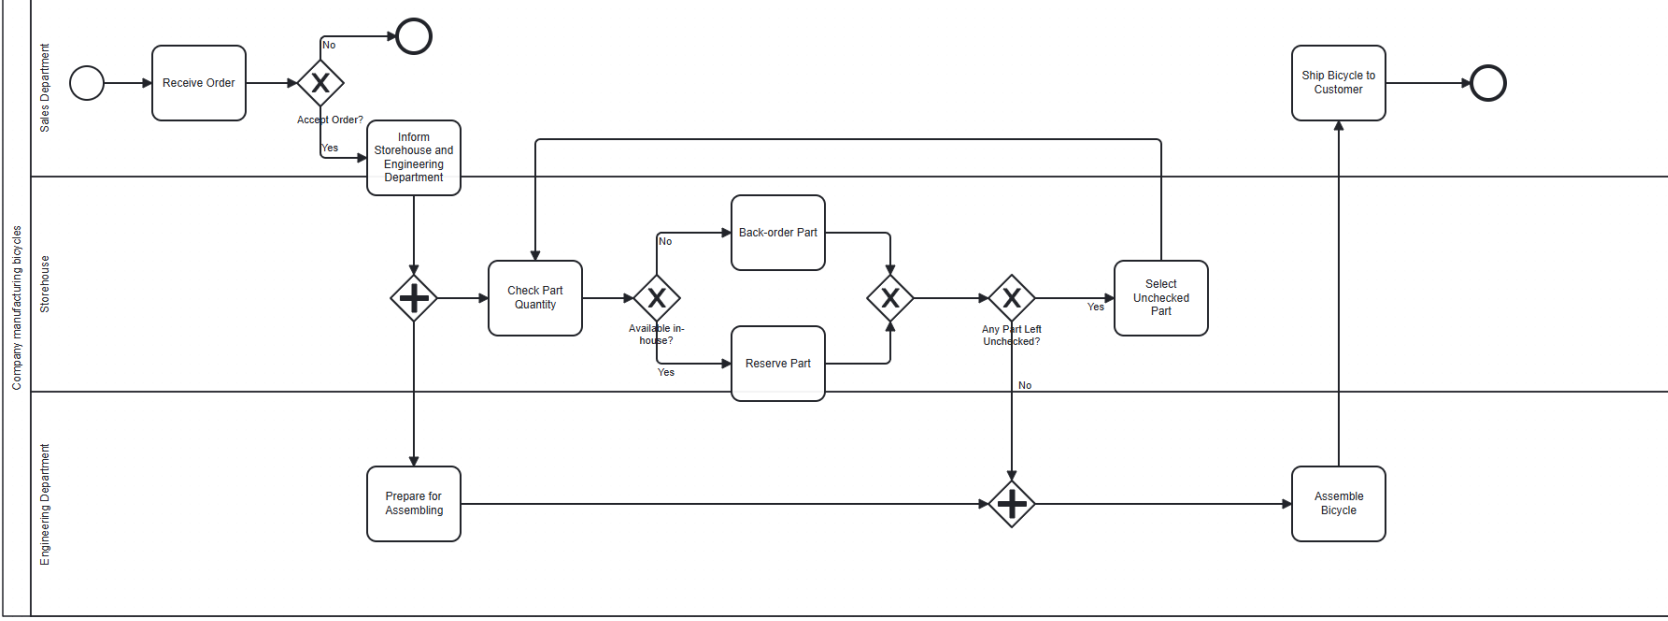 Company manufacturing bicycles
Sales Department
Receive Order
No
Accept Order?
Yes
Inform
Storehouse and
Engineering
Department
Ship Bicycle to
Customer
Storehouse
Check Part
Quantity
Available in-
house?
No
Yes
Back-order Part
Reserve Part
Any Part Left
Unchecked?
Yes
No
Select
Unchecked
Part
Engineering Department
Prepare for
Assembling
Assemble
Bicycle